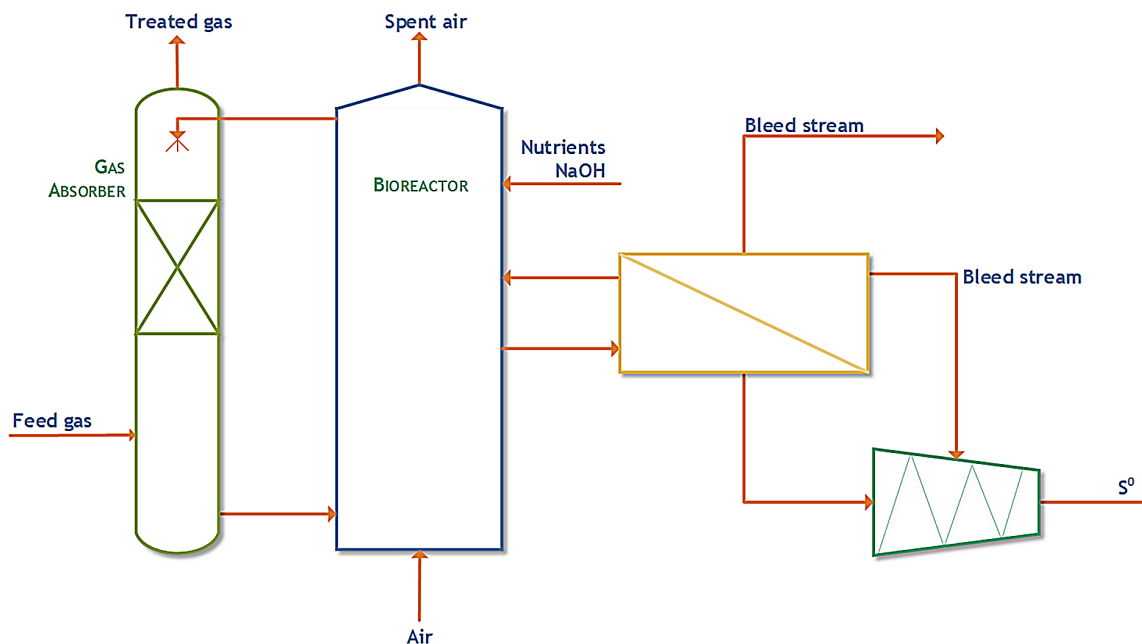 Treated gas
Spent air
Bleed stream
Nutrients
NaOH
GAS
ABSORBER
BIOREACTOR
Bleed stream
Feed gas
S⁰
Air